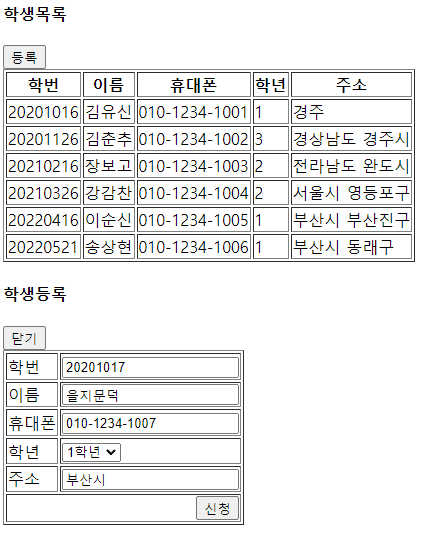 학생목록
등록
학번 이름 휴대폰 학년 주소
20201016 김유신 010-1234-1001 1 경주
20201126 김춘추 010-1234-1002 3 경상남도 경주시
20210216 장보고 010-1234-1003 2 전라남도 완도시
20210326 강감찬 010-1234-1004 2 서울시 영등포구
20220416 이순신 010-1234-1005 1 부산시 부산진구
20220521 송상현 010-1234-1006 1 부산시 동래구
학생등록
닫기
학번 20201017
이름 을지문덕
휴대폰 010-1234-1007
학년 1학년
주소 부산시
신청